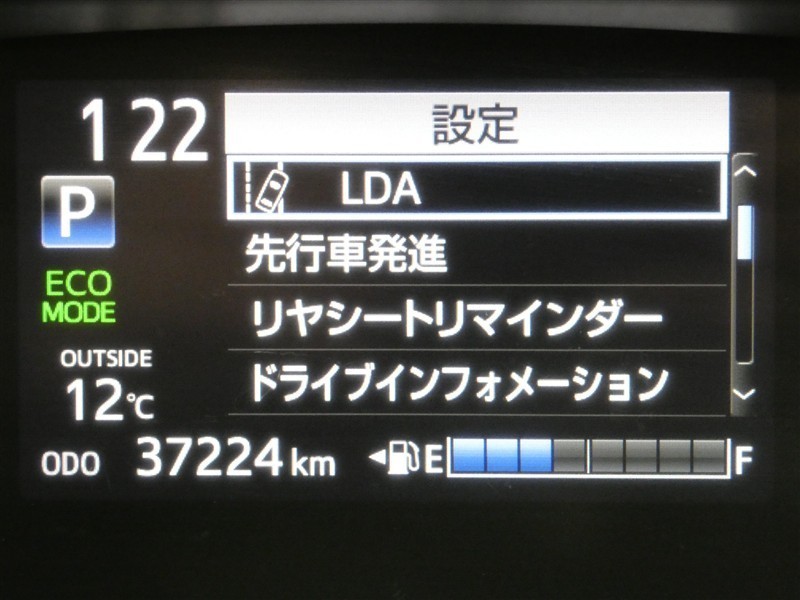 1 22
設定
LDA
P
先行車発進
ECO
MODE
リヤシートリマインダー
OUTSIDE
12℃
ドライブインフォメーション
ODO 37224 km
E F